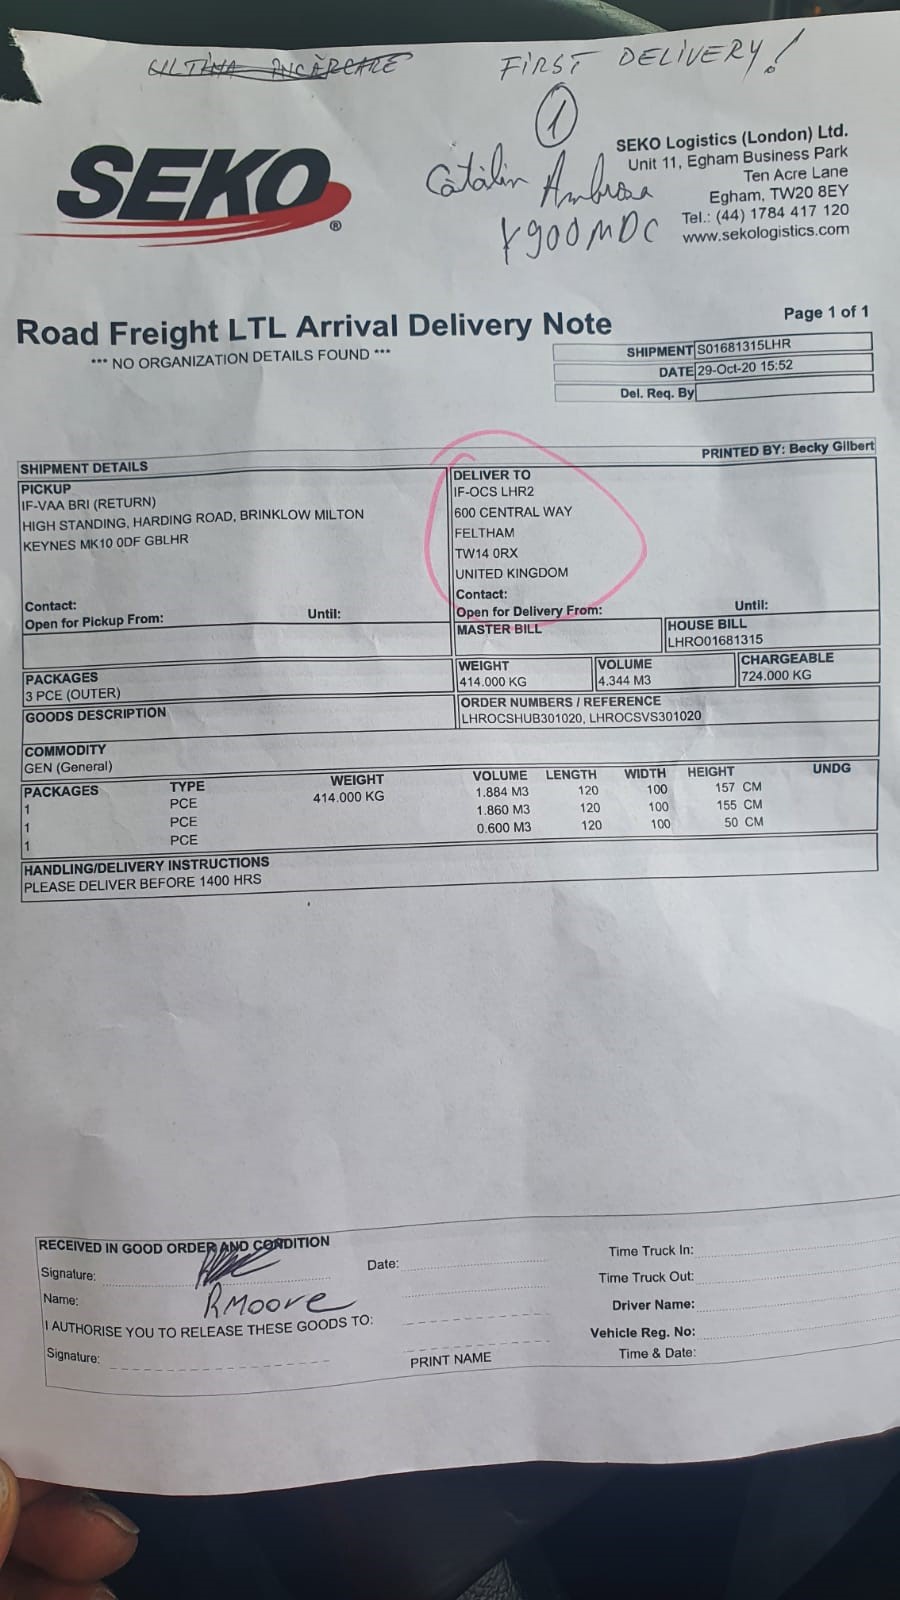 ULTIMA INCERCARE
FIRST DELIVERY!
1
Cătălin Ambrosa
Y900MDC
SEKO®
SEKO Logistics (London) Ltd.
Unit 11, Egham Business Park
Ten Acre Lane
Egham, TW20 8EY
Tel.: (44) 1784 417 120
www.sekologistics.com
Page 1 of 1
Road Freight LTL Arrival Delivery Note
*** NO ORGANIZATION DETAILS FOUND ***
SHIPMENT S01681315LHR
DATE 29-Oct-20 15:52
Del. Req. By
SHIPMENT DETAILS
PRINTED BY: Becky Gilbert
PICKUP
IF-VAA BRI (RETURN)
HIGH STANDING, HARDING ROAD, BRINKLOW MILTON
KEYNES MK10 0DF GBLHR
Contact:
Open for Pickup From: Until:
DELIVER TO
IF-OCS LHR2
600 CENTRAL WAY
FELTHAM
TW14 0RX
UNITED KINGDOM
Contact:
Open for Delivery From: Until:
MASTER BILL
HOUSE BILL
LHRO01681315
PACKAGES
3 PCE (OUTER)
WEIGHT
414.000 KG
VOLUME
4.344 M3
CHARGEABLE
724.000 KG
GOODS DESCRIPTION
ORDER NUMBERS / REFERENCE
LHROCSHUB301020, LHROCSVS301020
COMMODITY
GEN (General)
PACKAGES TYPE WEIGHT VOLUME LENGTH WIDTH HEIGHT UNDG
1 PCE 414.000 KG 1.884 M3 120 100 157 CM
1 PCE 1.860 M3 120 100 155 CM
1 PCE 0.600 M3 120 100 50 CM
HANDLING/DELIVERY INSTRUCTIONS
PLEASE DELIVER BEFORE 1400 HRS
RECEIVED IN GOOD ORDER AND CONDITION
Signature:
Date:
Name: RMoore
I AUTHORISE YOU TO RELEASE THESE GOODS TO:
Signature:
PRINT NAME
Time Truck In:
Time Truck Out:
Driver Name:
Vehicle Reg. No:
Time & Date: